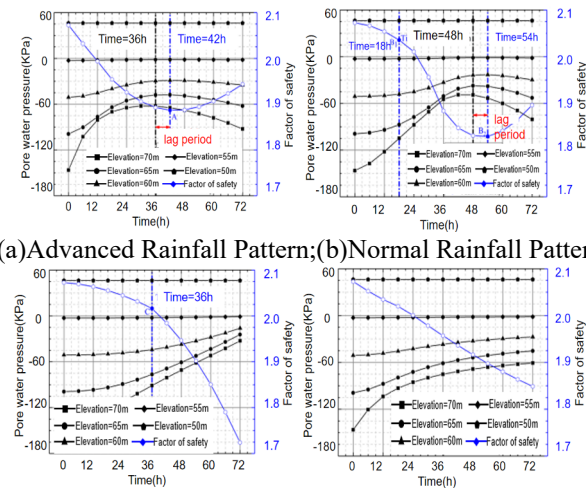 60
0
-60
-120
-180
Pore water pressure(KPa)
Time=36h
Time=42h
A
lag period
Elevation=70m
Elevation=55m
Elevation=65m
Elevation=50m
Elevation=60m
Factor of safety
0 12 24 36 48 60 72
Time(h)
2.1
2.0
1.9
1.8
1.7
Factor of safety
60
0
-60
-120
-180
Pore water pressure(KPa)
Time=18h
Time=48h
Time=54h
lag
period
Elevation=70m
Elevation=55m
Elevation=65m
Elevation=50m
Elevation=60m
Factor of safety
0 12 24 36 48 60 72
Time(h)
2.1
2.0
1.9
1.8
1.7
Factor of safety
(a)Advanced Rainfall Pattern;(b)Normal Rainfall Patter
60
0
-60
-120
-180
Pore water pressure(KPa)
Time=36h
Elevation=70m
Elevation=55m
Elevation=65m
Elevation=50m
Elevation=60m
Factor of safety
0 12 24 36 48 60 72
Time(h)
2.1
2.0
1.9
1.8
1.7
Factor of safety
60
0
-60
-120
-180
Pore water pressure(KPa)
Elevation=70m
Elevation=55m
Elevation=65m
Elevation=50m
Elevation=60m
Factor of safety
0 12 24 36 48 60 72
Time(h)
2.1
2.0
1.9
1.8
1.7
Factor of safety